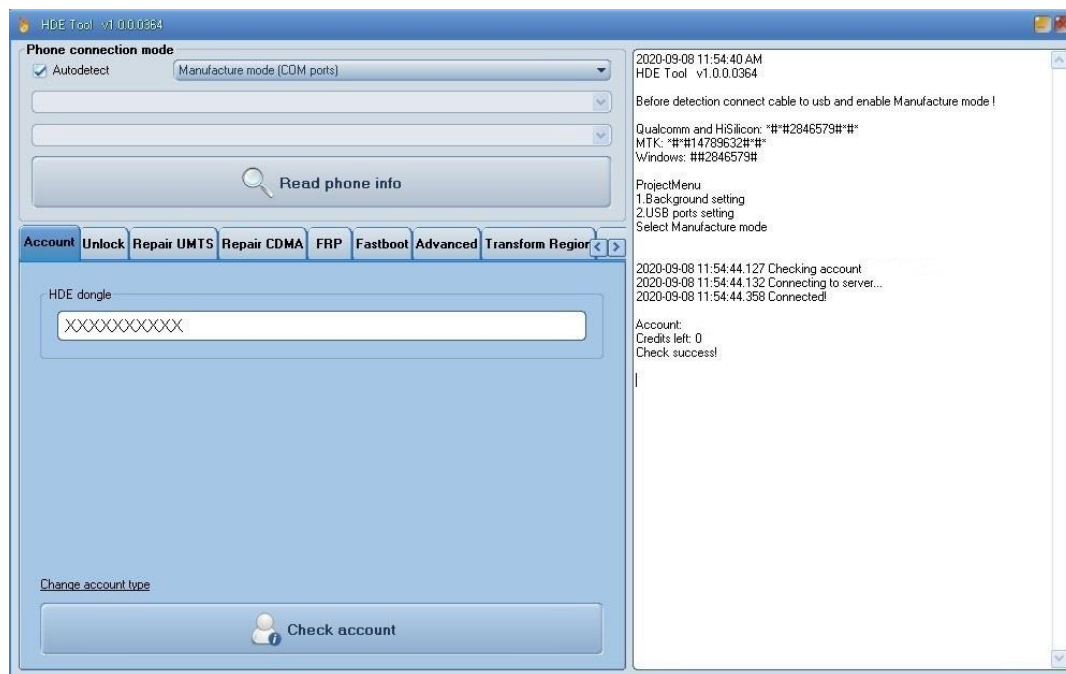 HDE Tool v1.0.0.0364
Phone connection mode
Autodetect
Manufacture mode (COM ports)
Read phone info
Account
Unlock
Repair UMTS
Repair CDMA
FRP
Fastboot
Advanced
Transform Region
HDE dongle
XXXXXXXXXX
Change account type
Check account
2020-09-08 11:54:40 AM
HDE Tool v1.0.0.0364
Before detection connect cable to usb and enable Manufacture mode !
Qualcomm and HiSilicon: *#*#2846579#*#*
MTK: *#*#14789632#*#*
Windows: ##2846579#
ProjectMenu
1.Background setting
2.USB ports setting
Select Manufacture mode
2020-09-08 11:54:44.127 Checking account
2020-09-08 11:54:44.132 Connecting to server...
2020-09-08 11:54:44.358 Connected!
Account:
Credits left: 0
Check success!